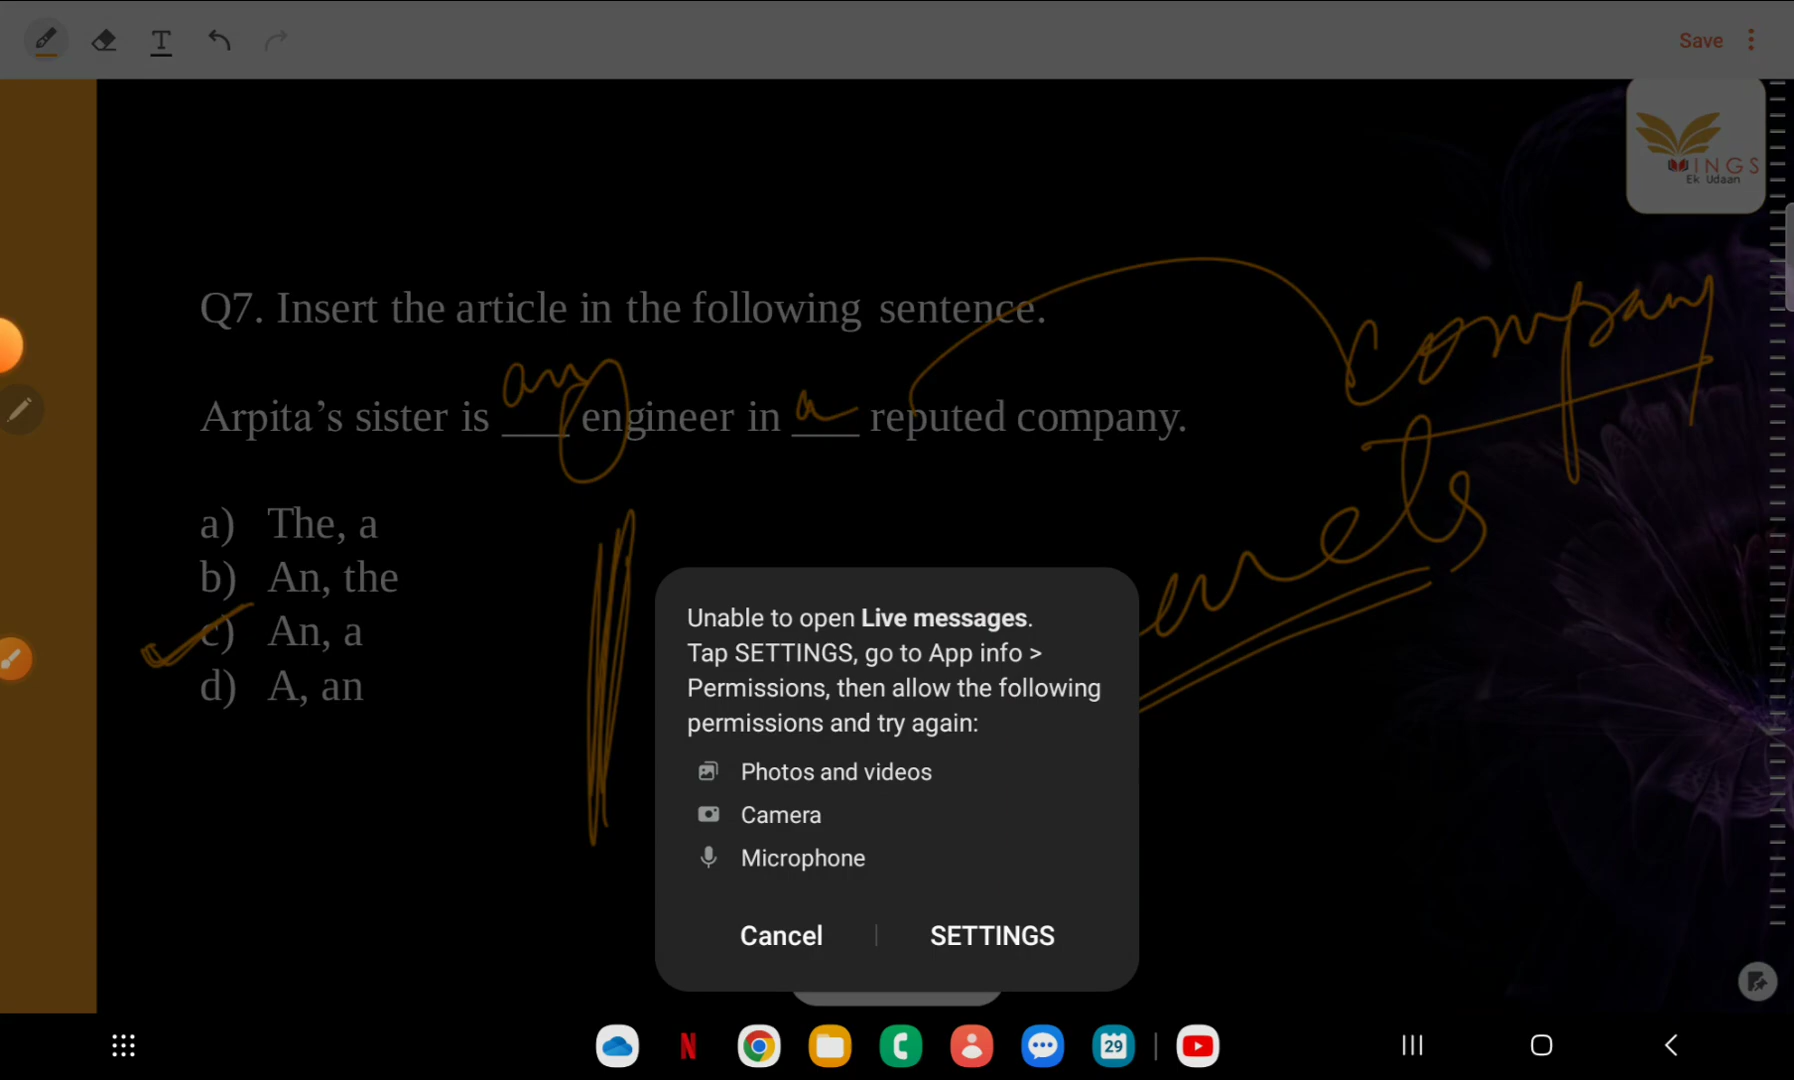 Save
WINGS
Ek Udaan
Q7. Insert the article in the following sentence.
company
an a
Arpita’s sister is ___ engineer in ___ reputed company.
a) The, a
b) An, the
c) An, a
d) A, an
Unable to open Live messages.
Tap SETTINGS, go to App info >
Permissions, then allow the following
permissions and try again:
Photos and videos
Camera
Microphone
Cancel
SETTINGS
29